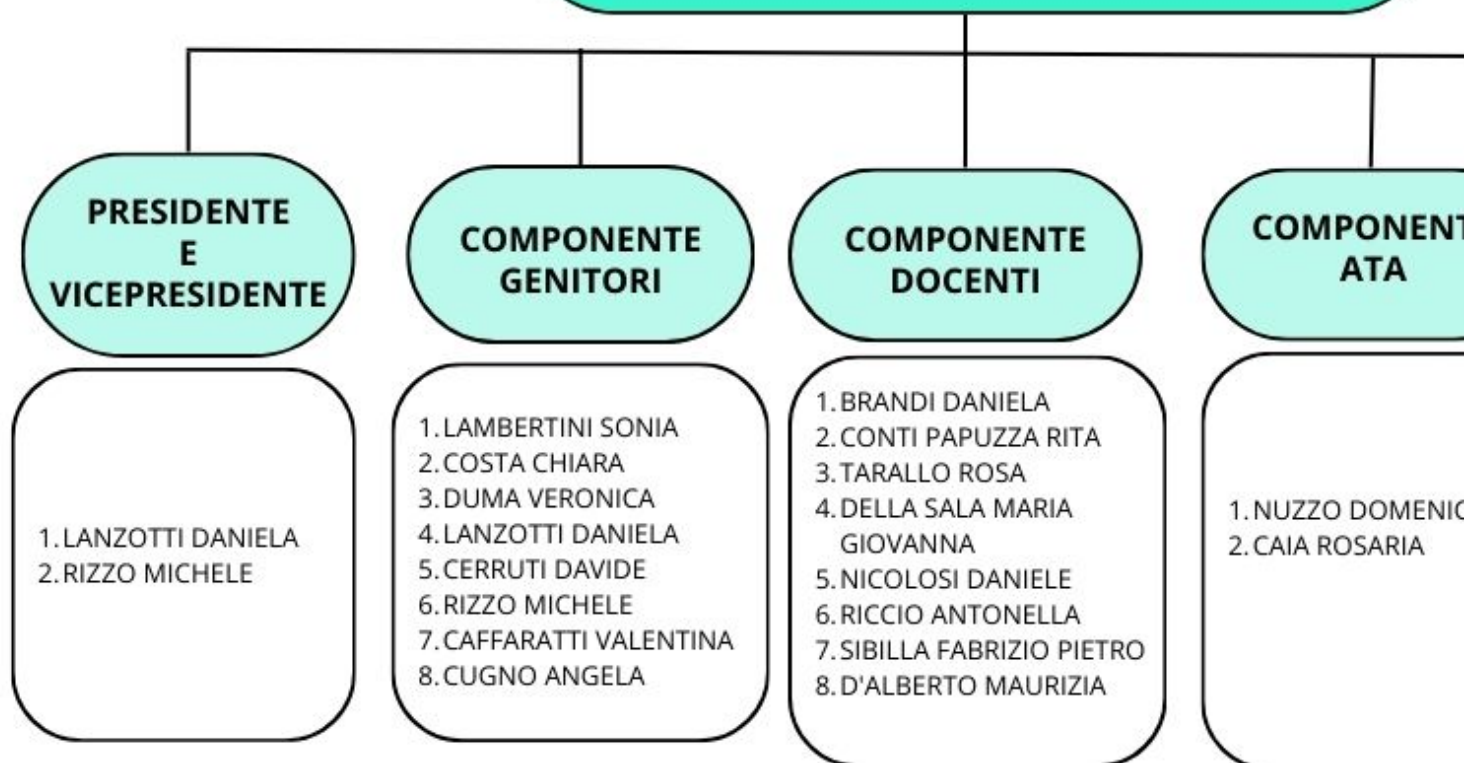 PRESIDENTE
E
VICEPRESIDENTE
1. LANZOTTI DANIELA
2. RIZZO MICHELE
COMPONENTE
GENITORI
1. LAMBERTINI SONIA
2. COSTA CHIARA
3. DUMA VERONICA
4. LANZOTTI DANIELA
5. CERRUTI DAVIDE
6. RIZZO MICHELE
7. CAFFARATTI VALENTINA
8. CUGNO ANGELA
COMPONENTE
DOCENTI
1. BRANDI DANIELA
2. CONTI PAPUZZA RITA
3. TARALLO ROSA
4. DELLA SALA MARIA
GIOVANNA
5. NICOLOSI DANIELE
6. RICCIO ANTONELLA
7. SIBILLA FABRIZIO PIETRO
8. D'ALBERTO MAURIZIA
ATA
1. NUZZO
2. CAIA ROSARIA